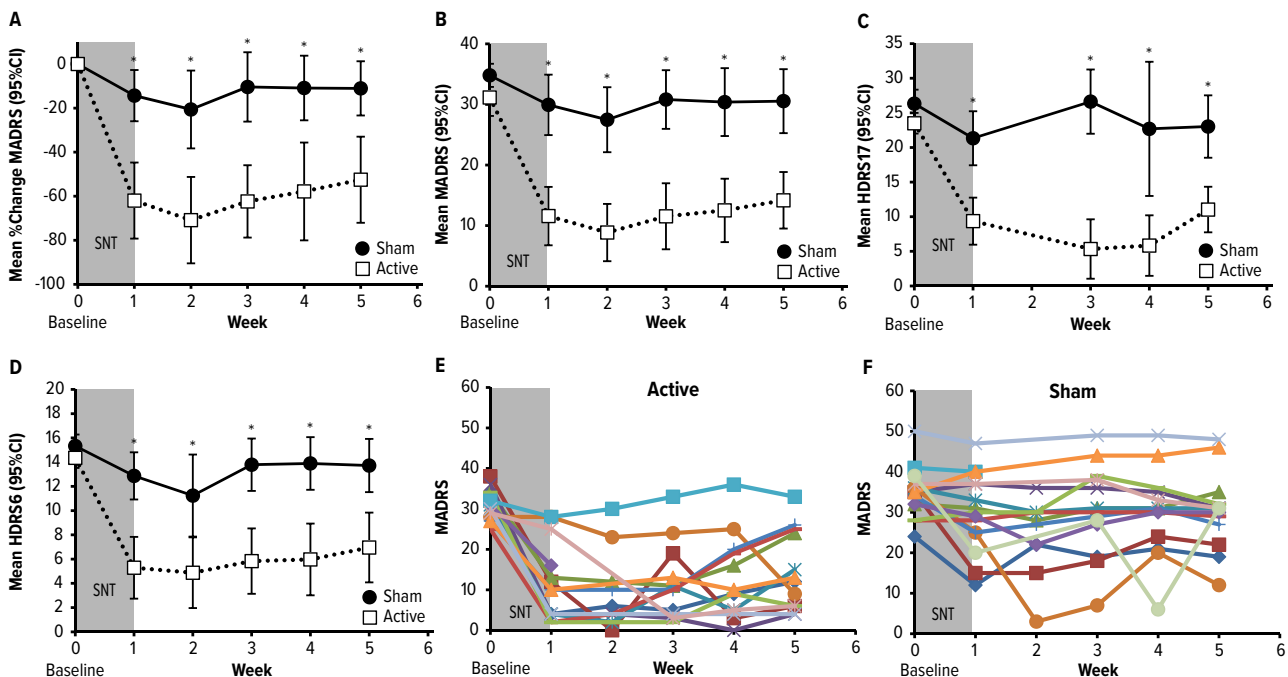 A
Mean %Change MADRS (95%CI)
0
-20
-40
-60
-80
-100
* * * * *
SNT
Sham
Active
0 1 2 3 4 5 6
Baseline Week
B
Mean MADRS (95%CI)
40
30
20
10
0
* * * * *
SNT
Sham
Active
0 1 2 3 4 5 6
Baseline Week
C
Mean HDRS17 (95%CI)
35
30
25
20
15
10
5
0
* * * *
SNT
Sham
Active
0 1 2 3 4 5 6
Baseline Week
D
Mean HDRS6 (95%CI)
20
18
16
14
12
10
8
6
4
2
0
* * * * *
SNT
Sham
Active
0 1 2 3 4 5 6
Baseline Week
E
Active
MADRS
60
50
40
30
20
10
0
SNT
0 1 2 3 4 5 6
Baseline Week
F
Sham
MADRS
60
50
40
30
20
10
0
SNT
0 1 2 3 4 5 6
Baseline Week